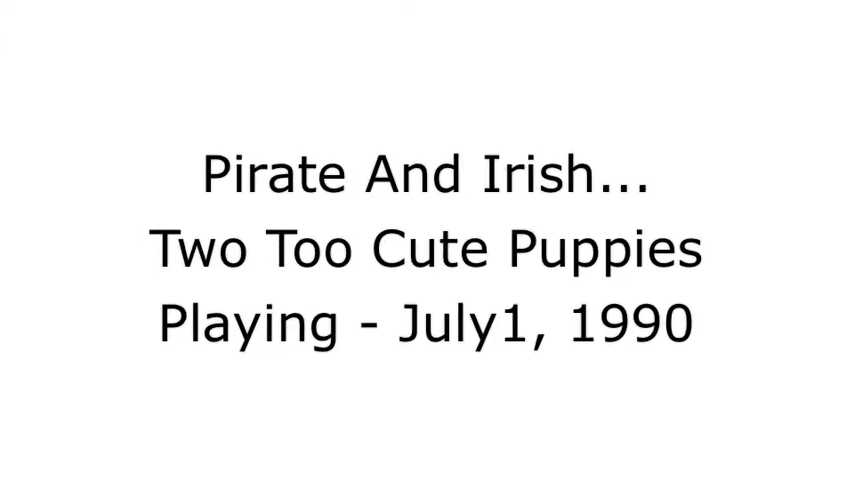 Pirate And Irish...
Two Too Cute Puppies
Playing - July1, 1990